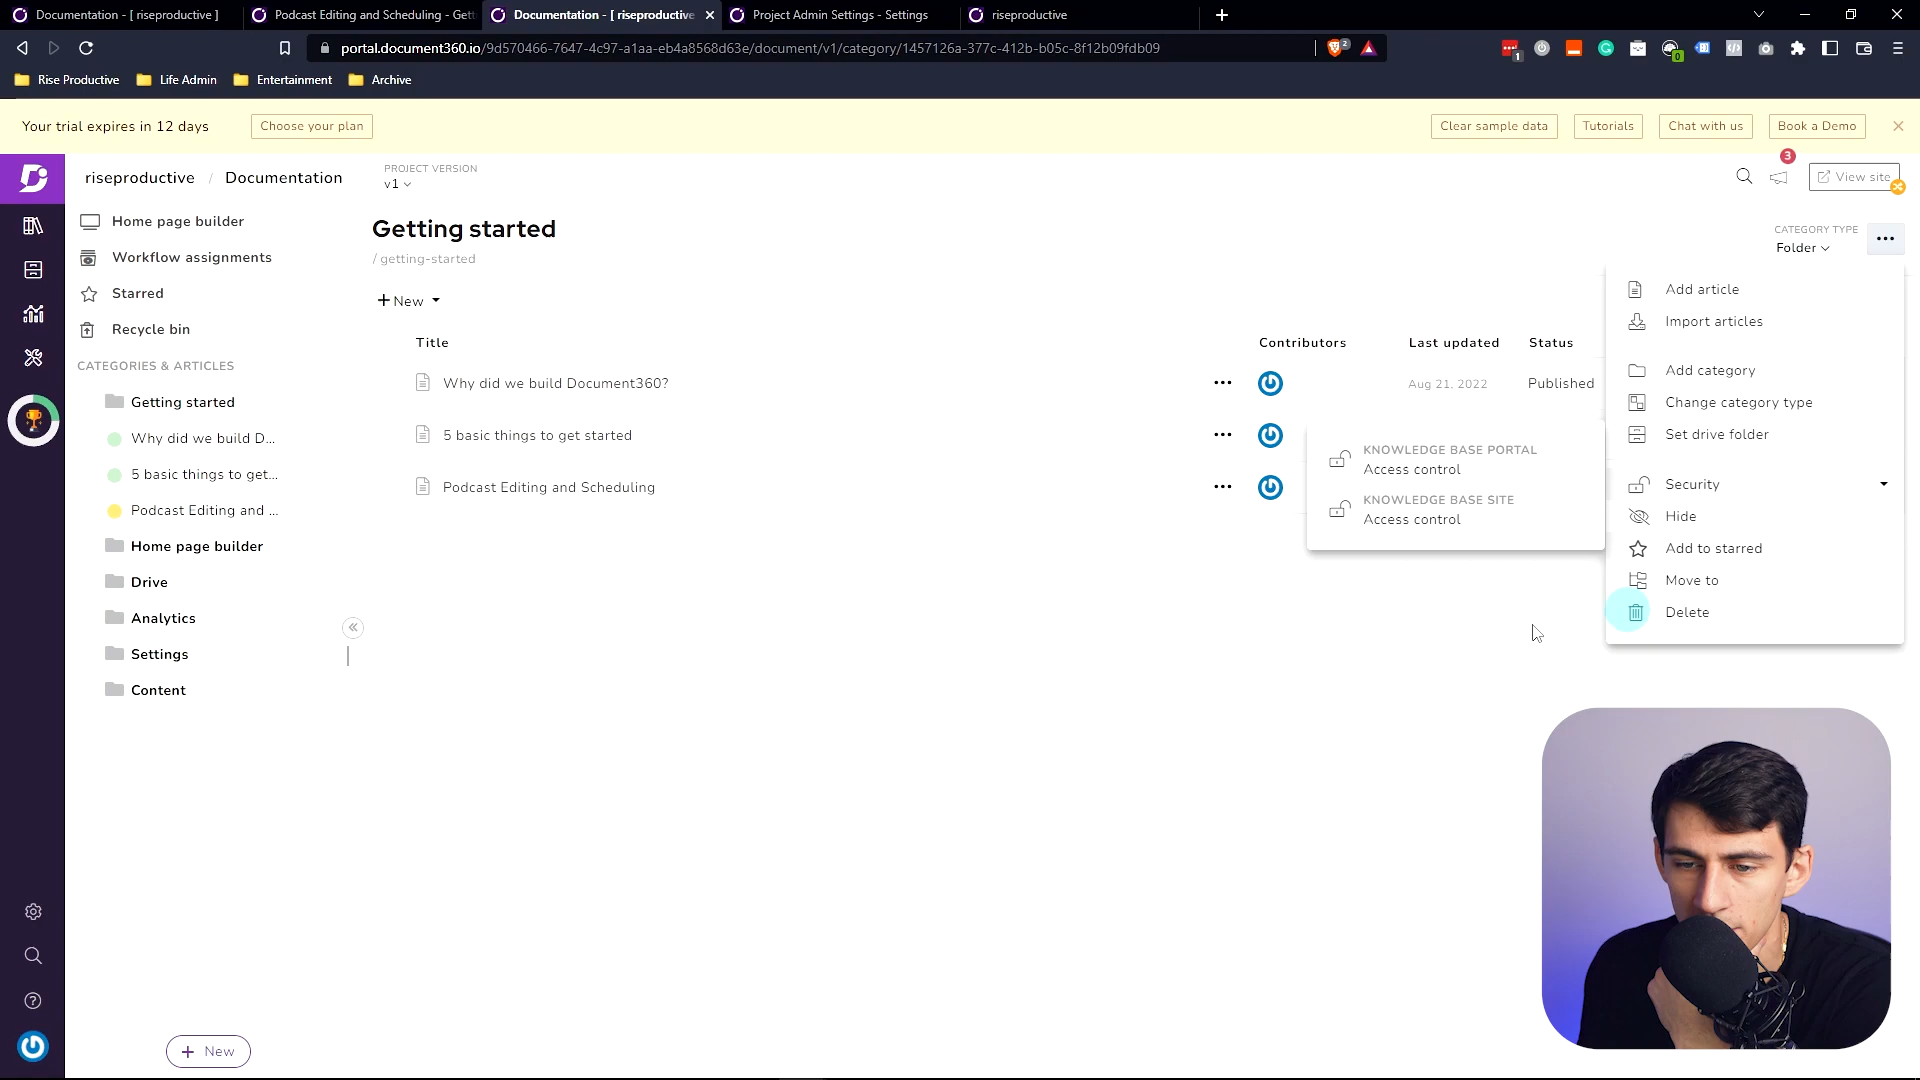 Documentation - [ riseproductive ]
Podcast Editing and Scheduling - Gett
Documentation - [ riseproductive
Project Admin Settings - Settings
riseproductive
portal.document360.io/9d570466-7647-4c97-a1aa-eb4a8568d63e/document/v1/category/1457126a-377c-412b-b05c-8f12b09fdb09
2
1
0
Rise Productive
Life Admin
Entertainment
Archive
Your trial expires in 12 days
Choose your plan
Clear sample data
Tutorials
Chat with us
Book a Demo
riseproductive / Documentation
PROJECT VERSION
v1
3
View site
Home page builder
Workflow assignments
Starred
Recycle bin
CATEGORIES & ARTICLES
Getting started
Why did we build D...
5 basic things to get...
Podcast Editing and ...
Home page builder
Drive
Analytics
Settings
Content
New
Getting started
/ getting-started
CATEGORY TYPE
Folder
New
Title
Contributors
Last updated
Status
Why did we build Document360?
Aug 21, 2022
Published
5 basic things to get started
Podcast Editing and Scheduling
KNOWLEDGE BASE PORTAL
Access control
KNOWLEDGE BASE SITE
Access control
Add article
Import articles
Add category
Change category type
Set drive folder
Security
Hide
Add to starred
Move to
Delete